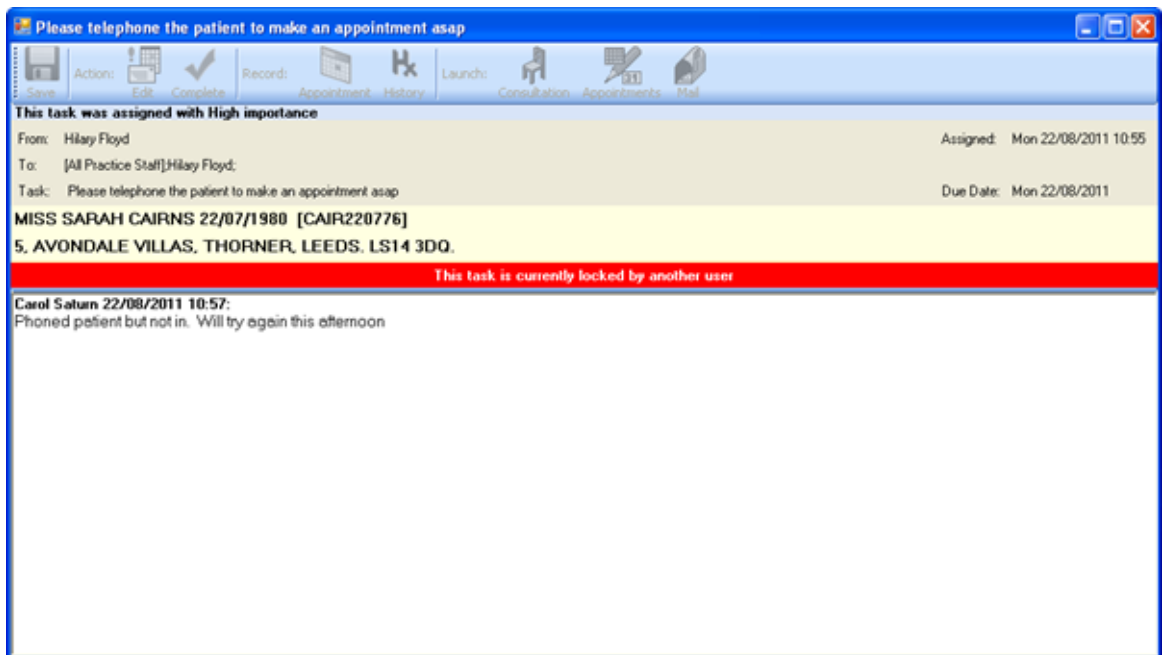 Please telephone the patient to make an appointment asap
Save Action: Edit Complete Record: Appointment History Launch: Consultation Appointments Mail
This task was assigned with High importance
From: Hilary Floyd Assigned: Mon 22/08/2011 10:55
To: [All Practice Staff];Hilary Floyd;
Task: Please telephone the patient to make an appointment asap Due Date: Mon 22/08/2011
MISS SARAH CAIRNS 22/07/1980 [CAIR220776]
5, AVONDALE VILLAS, THORNER, LEEDS. LS14 3DQ.
This task is currently locked by another user
Carol Saturn 22/08/2011 10:57:
Phoned patient but not in. Will try again this afternoon